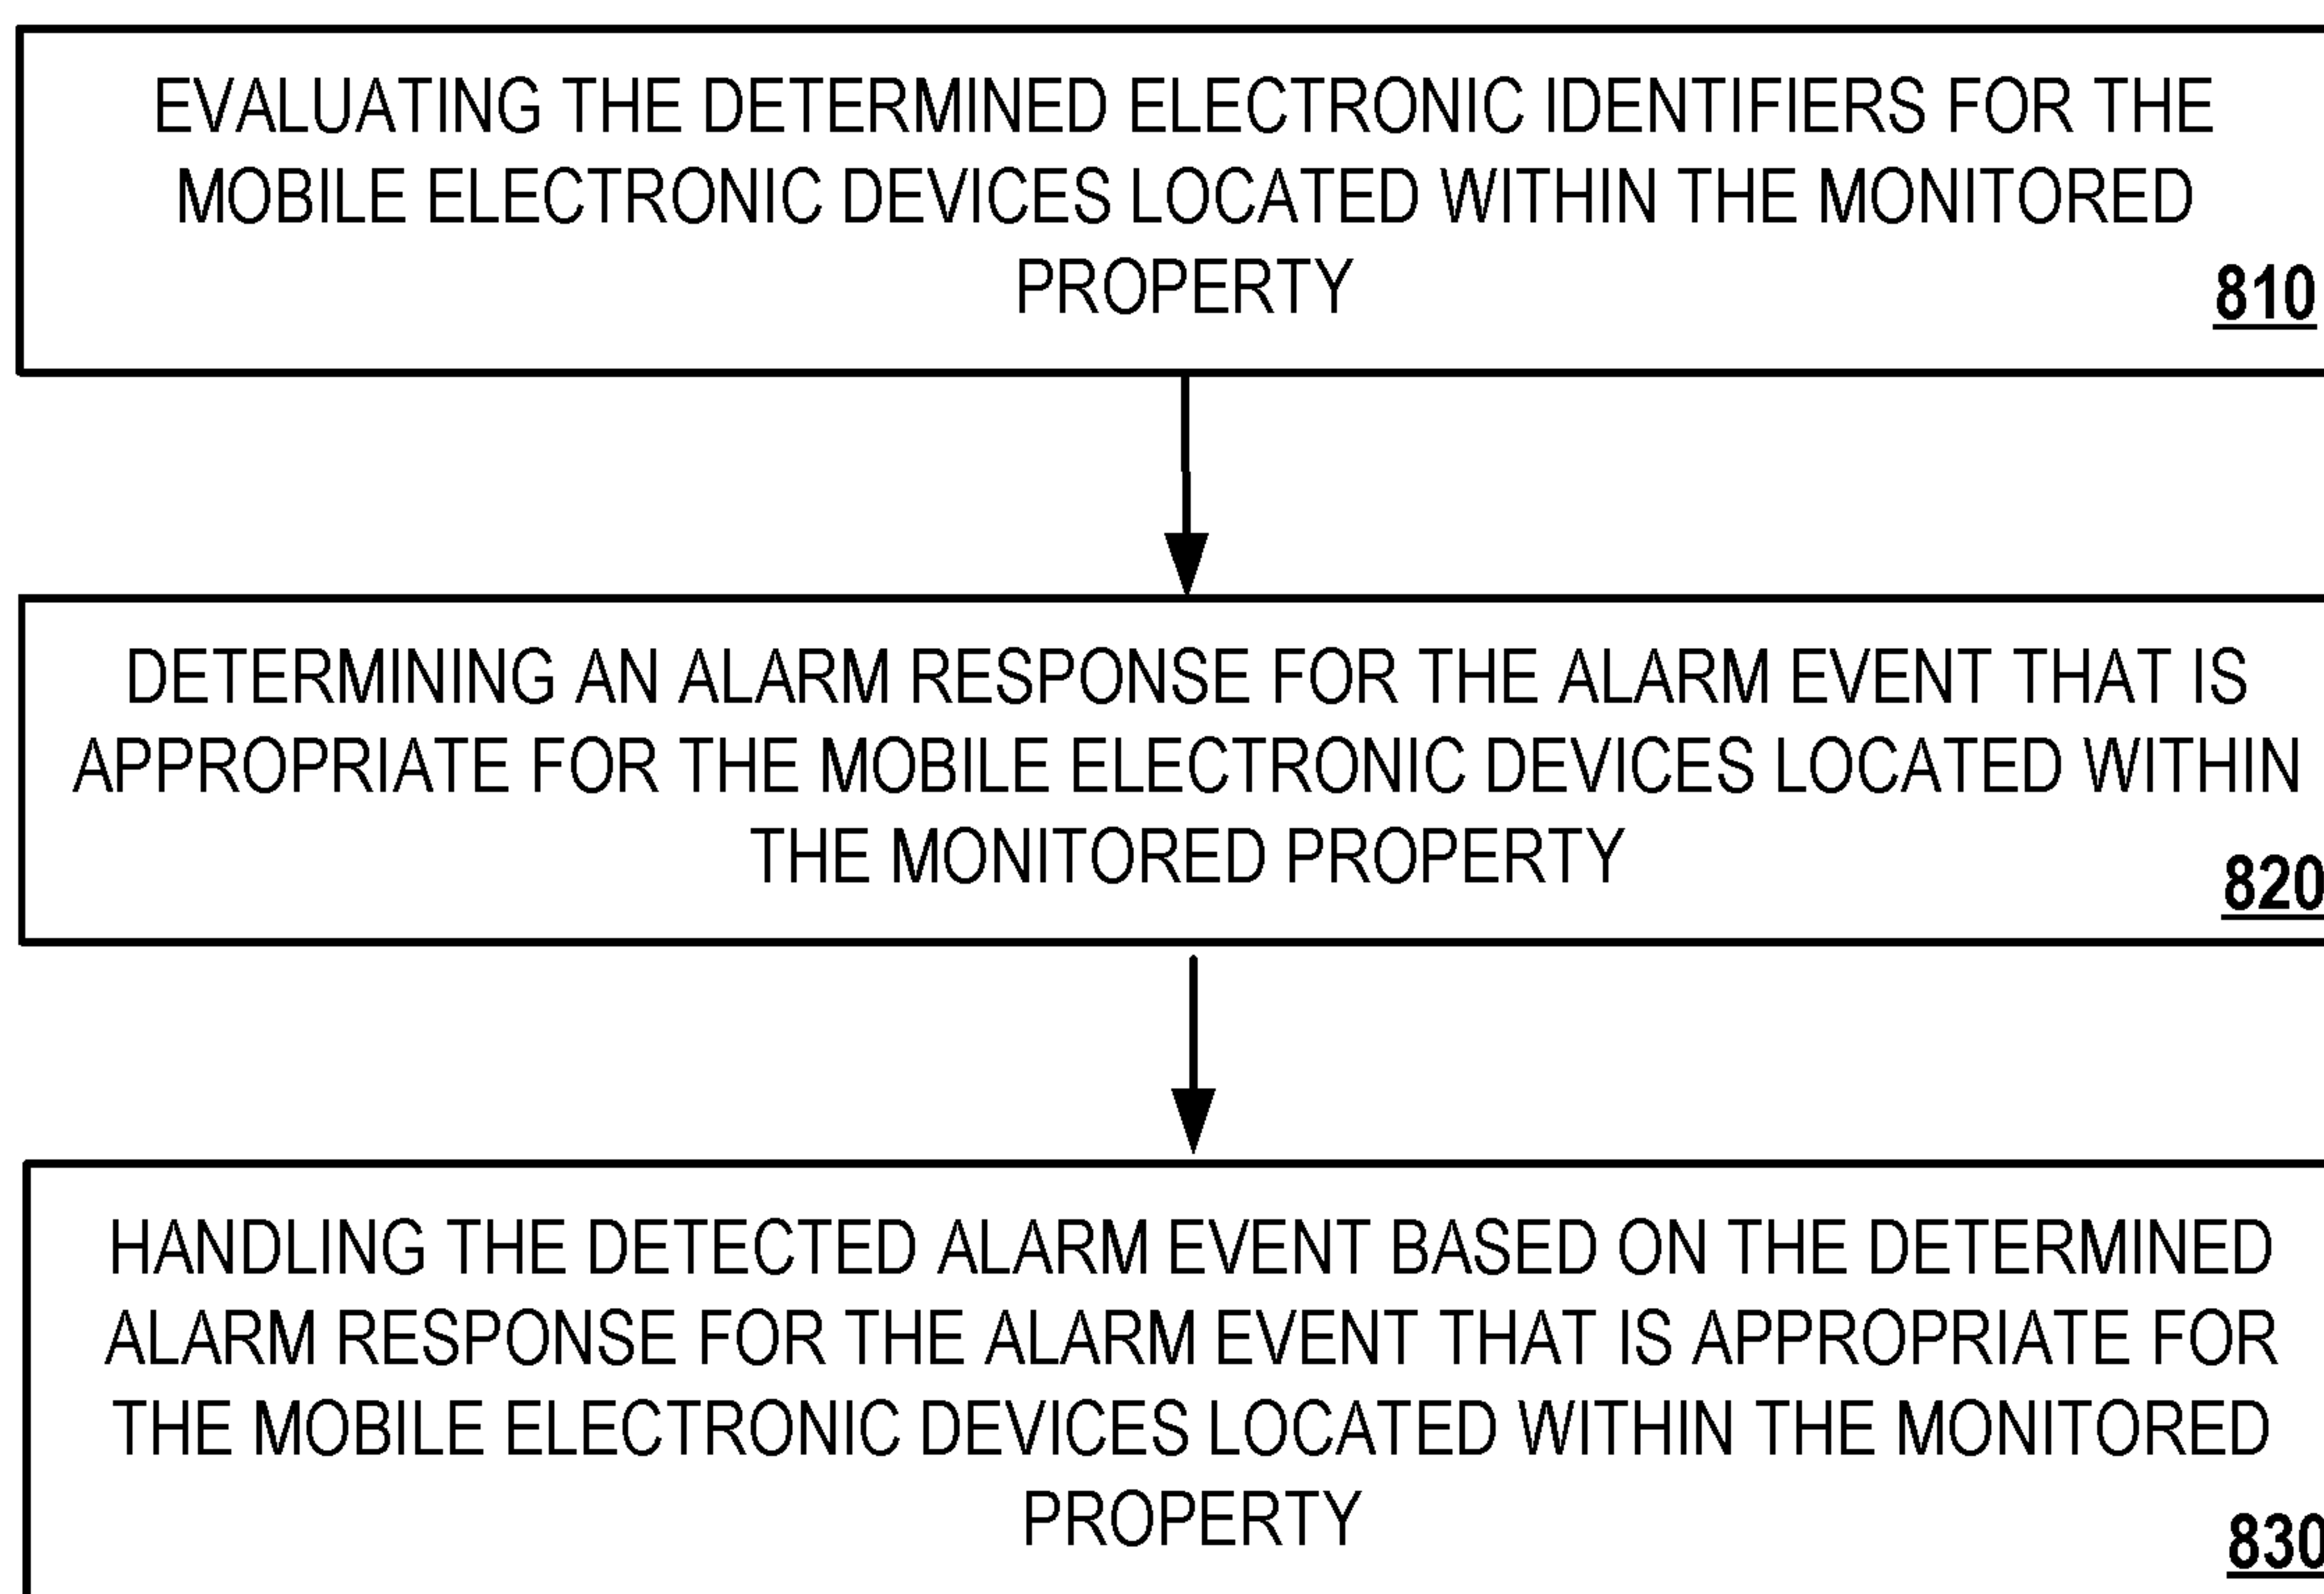 EVALUATING THE DETERMINED ELECTRONIC IDENTIFIERS FOR THE
MOBILE ELECTRONIC DEVICES LOCATED WITHIN THE MONITORED
PROPERTY
810
DETERMINING AN ALARM RESPONSE FOR THE ALARM EVENT THAT IS
APPROPRIATE FOR THE MOBILE ELECTRONIC DEVICES LOCATED WITHIN
THE MONITORED PROPERTY
820
HANDLING THE DETECTED ALARM EVENT BASED ON THE DETERMINED
ALARM RESPONSE FOR THE ALARM EVENT THAT IS APPROPRIATE FOR
THE MOBILE ELECTRONIC DEVICES LOCATED WITHIN THE MONITORED
PROPERTY
830